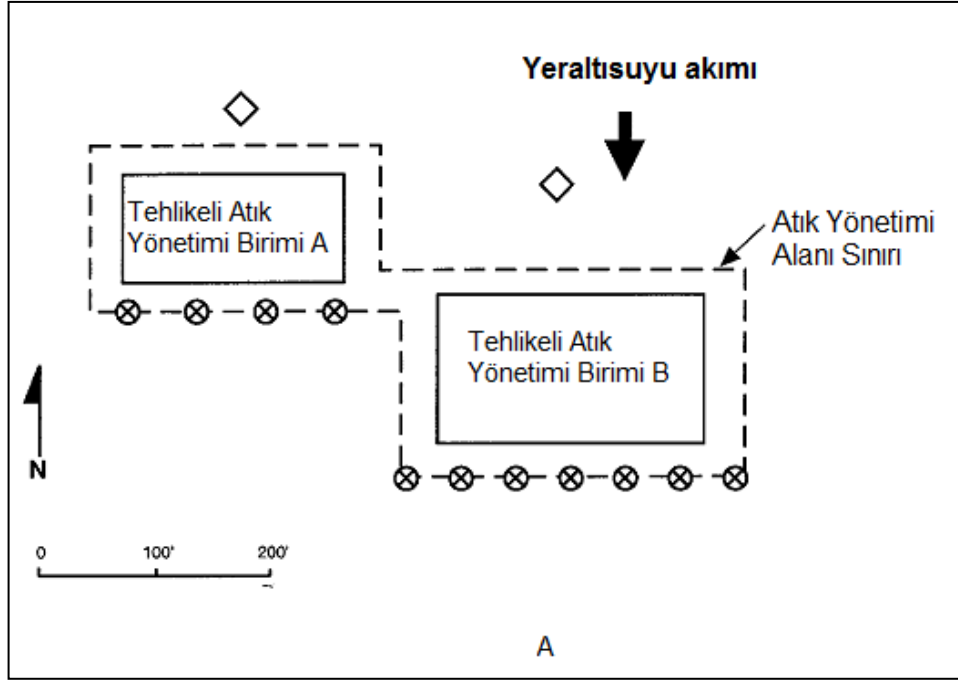 Yeraltısuyu akımı
Tehlikeli Atık
Yönetimi Birimi A
Atık Yönetimi
Alanı Sınırı
Tehlikeli Atık
Yönetimi Birimi B
N
0 100' 200'
A